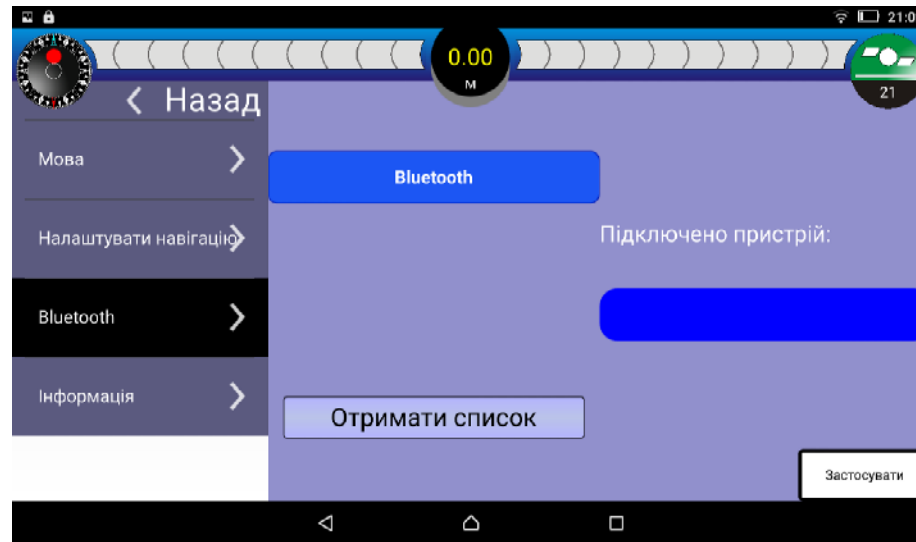 21:0
0.00
м
21
Назад
Мова
Bluetooth
Налаштувати навігацію
Підключено пристрій:
Bluetooth
Інформація
Отримати список
Застосувати